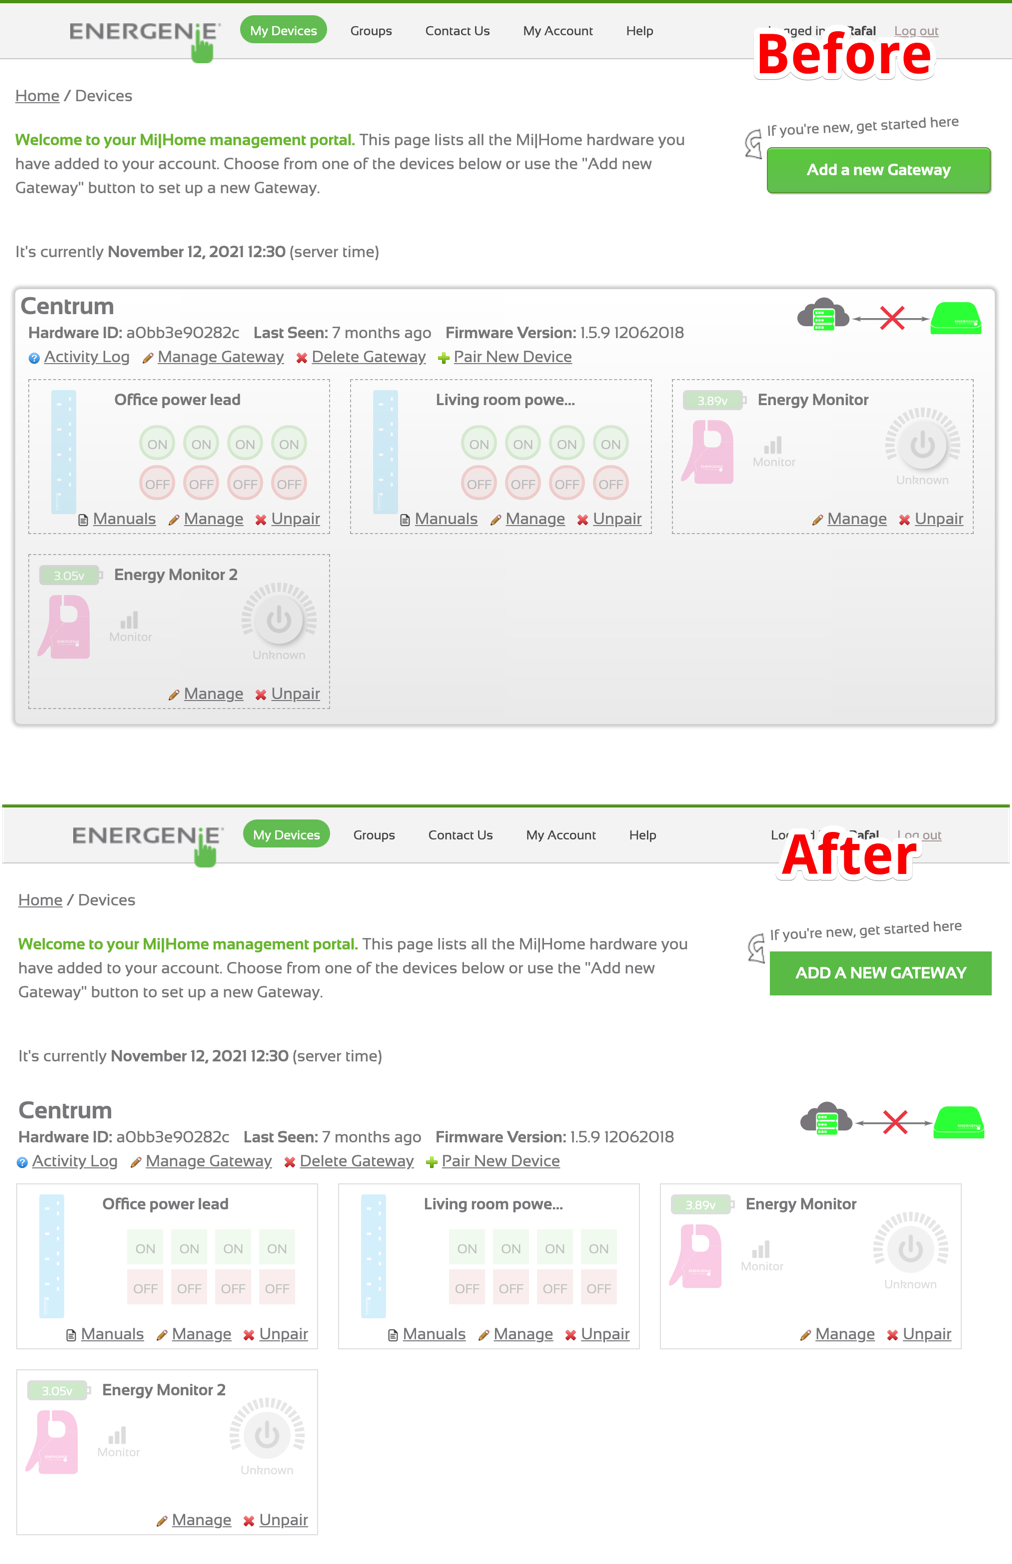 ENERGENiE
My Devices
Groups
Contact Us
My Account
Help
Log out
Before
Home / Devices
Welcome to your Mi|Home management portal. This page lists all the Mi|Home hardware you
have added to your account. Choose from one of the devices below or use the "Add new
Gateway" button to set up a new Gateway.
If you're new, get started here
Add a new Gateway
It's currently November 12, 2021 12:30 (server time)
Centrum
Hardware ID: a0bb3e90282c Last Seen: 7 months ago Firmware Version: 1.5.9 12062018
Activity Log Manage Gateway Delete Gateway Pair New Device
Office power lead
ON ON ON ON
OFF OFF OFF OFF
Manuals Manage Unpair
Living room powe...
ON ON ON ON
OFF OFF OFF OFF
Manuals Manage Unpair
3.89v Energy Monitor
Monitor
Unknown
Manage Unpair
3.05v Energy Monitor 2
Monitor
Unknown
Manage Unpair
ENERGENiE
My Devices
Groups
Contact Us
My Account
Help
Log out
After
Home / Devices
Welcome to your Mi|Home management portal. This page lists all the Mi|Home hardware you
have added to your account. Choose from one of the devices below or use the "Add new
Gateway" button to set up a new Gateway.
If you're new, get started here
ADD A NEW GATEWAY
It's currently November 12, 2021 12:30 (server time)
Centrum
Hardware ID: a0bb3e90282c Last Seen: 7 months ago Firmware Version: 1.5.9 12062018
Activity Log Manage Gateway Delete Gateway Pair New Device
Office power lead
ON ON ON ON
OFF OFF OFF OFF
Manuals Manage Unpair
Living room powe...
ON ON ON ON
OFF OFF OFF OFF
Manuals Manage Unpair
3.89v Energy Monitor
Monitor
Unknown
Manage Unpair
3.05v Energy Monitor 2
Monitor
Unknown
Manage Unpair